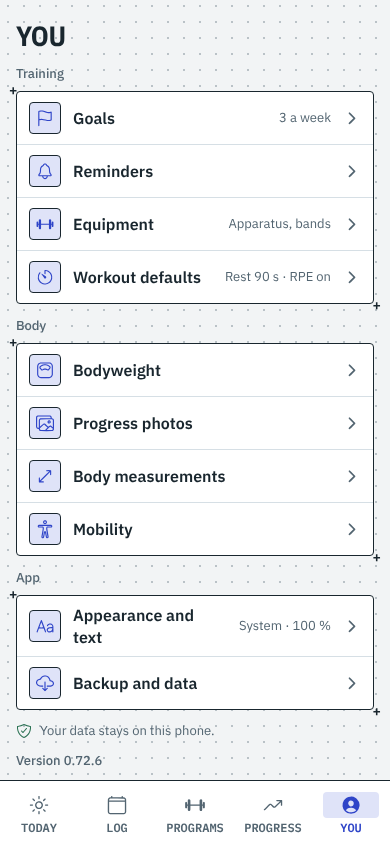 YOU
Training
Goals 3 a week
Reminders
Equipment Apparatus, bands
Workout defaults Rest 90 s · RPE on
Body
Bodyweight
Progress photos
Body measurements
Mobility
App
Aa Appearance and text System · 100 %
Backup and data
Your data stays on this phone.
Version 0.72.6
TODAY LOG PROGRAMS PROGRESS YOU